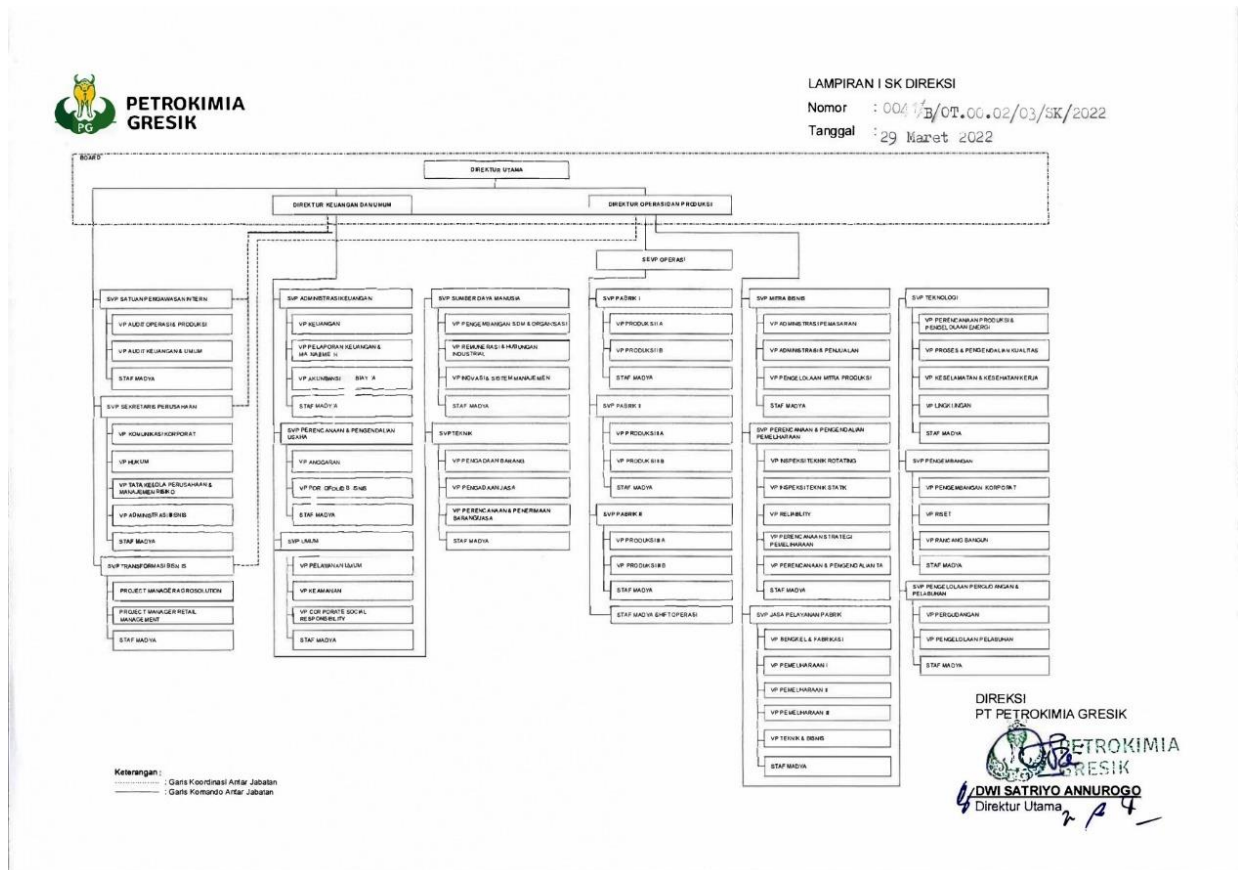 PETROKIMIA
GRESIK
PG
LAMPIRAN I SK DIREKSI
Nomor : B/OT.00.02/03/SK/2022
Tanggal : 29 Maret 2022
BOARD
DIREKTUR UTAMA
DIREKTUR KEUANGAN DAN UMUM
DIREKTUR OPERASI DAN PRODUKSI
SEVP OPERASI
SVP SATUAN PENGAWASAN INTERN
VP AUDIT OPERASI & PRODUKSI
VP AUDIT KEUANGAN & UMUM
STAF MADYA
SVP SEKRETARIS PERUSAHAAN
VP KOMUNIKASI KORPORAT
VP HUKUM
VP TATA KELOLA PERUSAHAAN &
MANAJEMEN RISIKO
VP ADMINISTRASI BISNIS
STAF MADYA
SVP TRANSFORMASI BISNIS
PROJECT MANAGER AGROSOLUTION
PROJECT MANAGER RETAIL
MANAGEMENT
STAF MADYA
SVP ADMINISTRASI KEUANGAN
VP KEUANGAN
VP PELAPORAN KEUANGAN &
MANAJEMEN
VP AKUNTANSI BIAYA
STAF MADYA
SVP PERENCANAAN & PENGENDALIAN
USAHA
VP ANGGARAN
VP PORTOFOLIO BISNIS
STAF MADYA
SVP UMUM
VP PELAYANAN UMUM
VP KEAMANAN
VP CORPORATE SOCIAL
RESPONSIBILITY
STAF MADYA
SVP SUMBER DAYA MANUSIA
VP PENGEMBANGAN SDM & ORGANISASI
VP REMUNERASI & HUBUNGAN
INDUSTRIAL
VP INOVASI & SISTEM MANAJEMEN
STAF MADYA
SVP TEKNIK
VP PENGADAAN BARANG
VP PENGADAAN JASA
VP PERENCANAAN & PENERIMAAN
BARANG/JASA
STAF MADYA
SVP PABRIK I
VP PRODUKSI I A
VP PRODUKSI I B
STAF MADYA
SVP PABRIK II
VP PRODUKSI II A
VP PRODUKSI II B
STAF MADYA
SVP PABRIK III
VP PRODUKSI III A
VP PRODUKSI III B
STAF MADYA
STAF MADYA SHIFT OPERASI
SVP MITRA BISNIS
VP ADMINISTRASI PEMASARAN
VP ADMINISTRASI & PENJUALAN
VP PENGELOLAAN MITRA PRODUKSI
STAF MADYA
SVP PERENCANAAN & PENGENDALIAN
PEMELIHARAAN
VP INSPEKSI TEKNIK ROTATING
VP INSPEKSI TEKNIK STATIK
VP RELIABILITY
VP PERENCANAAN STRATEGI
PEMELIHARAAN
VP PERENCANAAN & PENGENDALIAN TA
STAF MADYA
SVP JASA PELAYANAN PABRIK
VP BENGKEL & FABRIKASI
VP PEMELIHARAAN I
VP PEMELIHARAAN II
VP PEMELIHARAAN III
VP TEKNIK & BISNIS
STAF MADYA
SVP TEKNOLOGI
VP PERENCANAAN PRODUKSI &
PENGELOLAAN ENERGI
VP PROSES & PENGENDALIAN KUALITAS
VP KESELAMATAN & KESEHATAN KERJA
VP LINGKUNGAN
STAF MADYA
SVP PENGEMBANGAN
VP PENGEMBANGAN KORPORAT
VP RISET
VP RANCANG BANGUN
STAF MADYA
SVP PENGELOLAAN PERGUDANGAN &
PELABUHAN
VP PERGUDANGAN
VP PENGELOLAAN PELABUHAN
STAF MADYA
Keterangan :
: Garis Koordinasi Antar Jabatan
: Garis Komando Antar Jabatan
DIREKSI
PT PETROKIMIA GRESIK
PETROKIMIA
GRESIK
DWI SATRIYO ANNUROGO
Direktur Utama